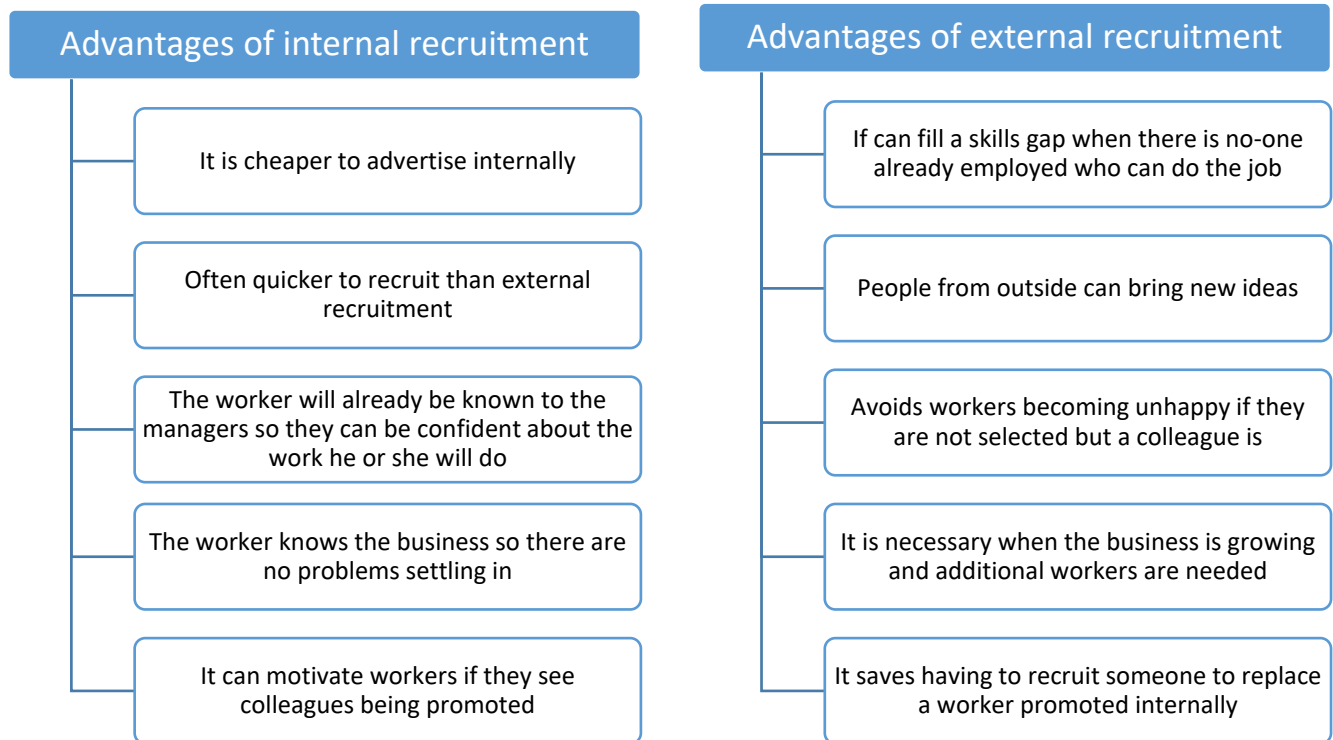 Advantages of internal recruitment
It is cheaper to advertise internally
Often quicker to recruit than external
recruitment
The worker will already be known to the
managers so they can be confident about the
work he or she will do
The worker knows the business so there are
no problems settling in
It can motivate workers if they see
colleagues being promoted
Advantages of external recruitment
If can fill a skills gap when there is no-one
already employed who can do the job
People from outside can bring new ideas
Avoids workers becoming unhappy if they
are not selected but a colleague is
It is necessary when the business is growing
and additional workers are needed
It saves having to recruit someone to replace
a worker promoted internally